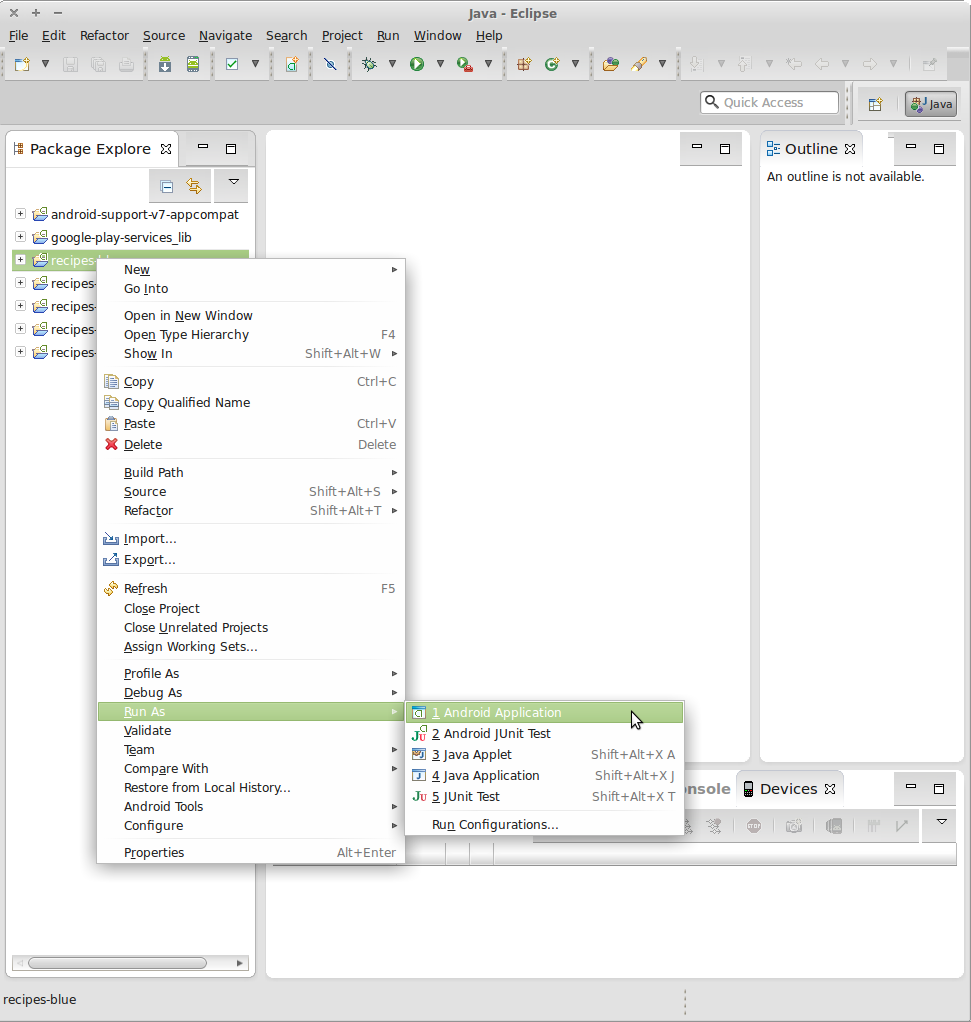 Java - Eclipse
File Edit Refactor Source Navigate Search Project Run Window Help
Quick Access
Java
Package Explore
Outline
An outline is not available.
android-support-v7-appcompat
google-play-services_lib
recipes-
recipes-
recipes-
recipes-
recipes-
New
Go Into
Open in New Window
Open Type Hierarchy F4
Show In Shift+Alt+W
Copy Ctrl+C
Copy Qualified Name
Paste Ctrl+V
Delete Delete
Build Path
Source Shift+Alt+S
Refactor Shift+Alt+T
Import...
Export...
Refresh F5
Close Project
Close Unrelated Projects
Assign Working Sets...
Profile As
Debug As
Run As
Validate
Team
Compare With
Restore from Local History...
Android Tools
Configure
Properties Alt+Enter
1 Android Application
2 Android JUnit Test
3 Java Applet Shift+Alt+X A
4 Java Application Shift+Alt+X J
5 JUnit Test Shift+Alt+X T
Run Configurations...
nsole
Devices
recipes-blue